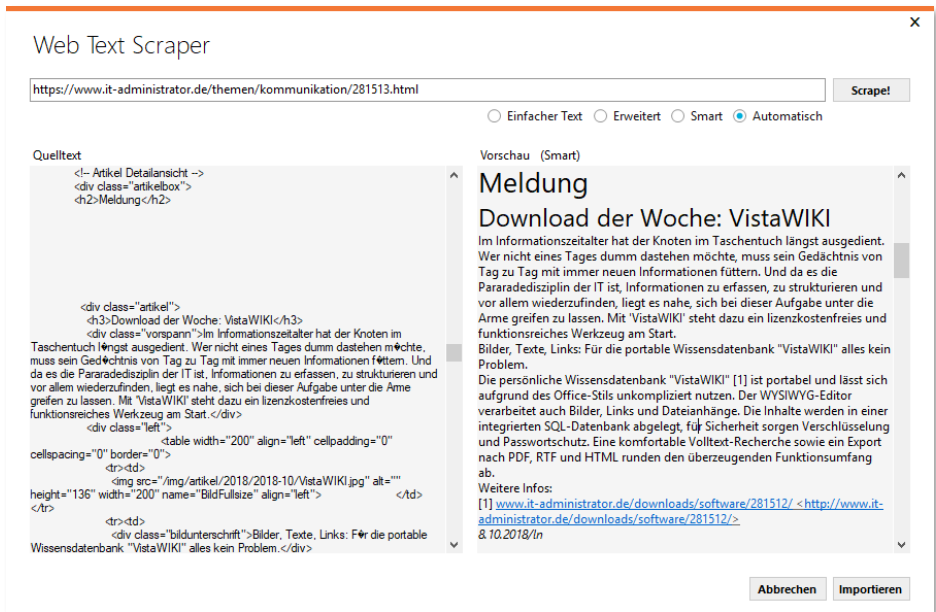 Web Text Scraper
https://www.it-administrator.de/themen/kommunikation/281513.html
Scrape!
Einfacher Text
Erweitert
Smart
Automatisch
Quelltext
<!-- Artikel Detailansicht -->
<div class="artikelbox">
<h2>Meldung</h2>
<div class="artikel">
<h3>Download der Woche: VistaWIKI</h3>
<div class="vorspann">Im Informationszeitalter hat der Knoten im
Taschentuch l�ngst ausgedient. Wer nicht eines Tages dumm dastehen m�chte,
muss sein Ged�chtnis von Tag zu Tag mit immer neuen Informationen f�ttern. Und
da es die Pararadedisziplin der IT ist, Informationen zu erfassen, zu strukturieren und
vor allem wiederzufinden, liegt es nahe, sich bei dieser Aufgabe unter die Arme
greifen zu lassen. Mit 'VistaWIKI' steht dazu ein lizenzkostenfreies und
funktionsreiches Werkzeug am Start.</div>
<div class="left">
<table width="200" align="left" cellpadding="0"
cellspacing="0" border="0">
<tr><td>
<img src="/img/artikel/2018/2018-10/VistaWIKI.jpg" alt=""
height="136" width="200" name="BildFullsize" align="left"> </td>
</tr>
<tr><td>
<div class="bildunterschrift">Bilder, Texte, Links: F�r die portable
Wissensdatenbank "VistaWIKI" alles kein Problem.</div>
Vorschau (Smart)
Meldung
Download der Woche: VistaWIKI
Im Informationszeitalter hat der Knoten im Taschentuch längst ausgedient.
Wer nicht eines Tages dumm dastehen möchte, muss sein Gedächtnis von
Tag zu Tag mit immer neuen Informationen füttern. Und da es die
Pararadedisziplin der IT ist, Informationen zu erfassen, zu strukturieren und
vor allem wiederzufinden, liegt es nahe, sich bei dieser Aufgabe unter die
Arme greifen zu lassen. Mit 'VistaWIKI' steht dazu ein lizenzkostenfreies und
funktionsreiches Werkzeug am Start.
Bilder, Texte, Links: Für die portable Wissensdatenbank "VistaWIKI" alles kein
Problem.
Die persönliche Wissensdatenbank "VistaWIKI" [1] ist portabel und lässt sich
aufgrund des Office-Stils unkompliziert nutzen. Der WYSIWYG-Editor
verarbeitet auch Bilder, Links und Dateianhänge. Die Inhalte werden in einer
integrierten SQL-Datenbank abgelegt, für Sicherheit sorgen Verschlüsselung
und Passwortschutz. Eine komfortable Volltext-Recherche sowie ein Export
nach PDF, RTF und HTML runden den überzeugenden Funktionsumfang
ab.
Weitere Infos:
[1] www.it-administrator.de/downloads/software/281512/ <http://www.it-
administrator.de/downloads/software/281512/>
8.10.2018/ln
Abbrechen
Importieren